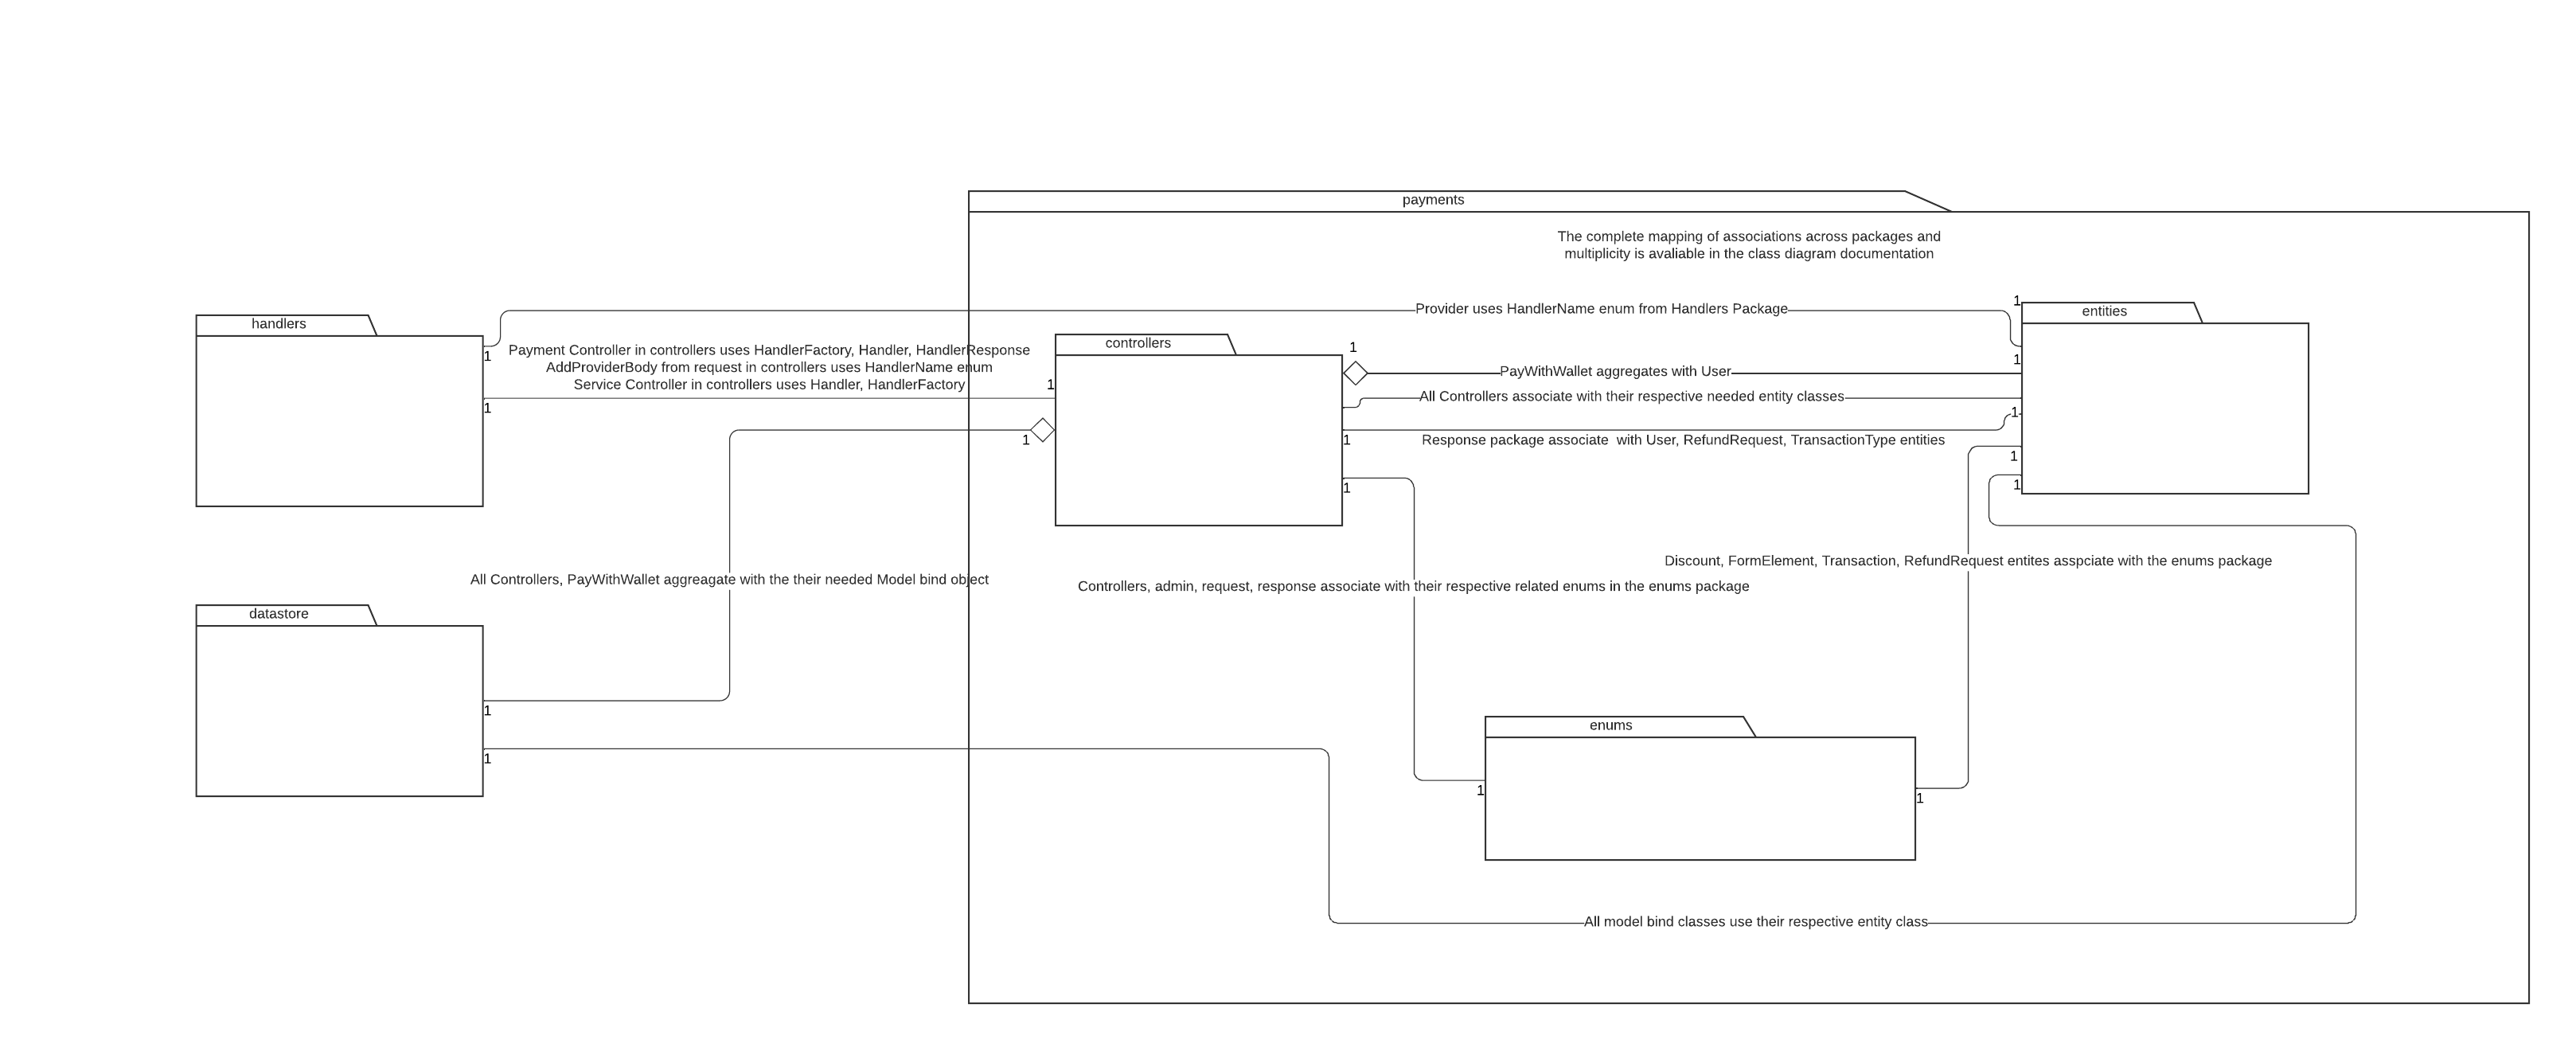 payments
The complete mapping of associations across packages and
multiplicity is avaliable in the class diagram documentation
handlers
1
Payment Controller in controllers uses HandlerFactory, Handler, HandlerResponse
AddProviderBody from request in controllers uses HandlerName enum
Service Controller in controllers uses Handler, HandlerFactory
1
1
1
controllers
Provider uses HandlerName enum from Handlers Package
1
entities
1
PayWithWallet aggregates with User
1
All Controllers associate with their respective needed entity classes
1
1
Response package associate  with User, RefundRequest, TransactionType entities
1
1
1
Discount, FormElement, Transaction, RefundRequest entites asspciate with the enums package
All Controllers, PayWithWallet aggreagate with the their needed Model bind object
Controllers, admin, request, response associate with their respective related enums in the enums package
datastore
1
1
enums
1
1
All model bind classes use their respective entity class